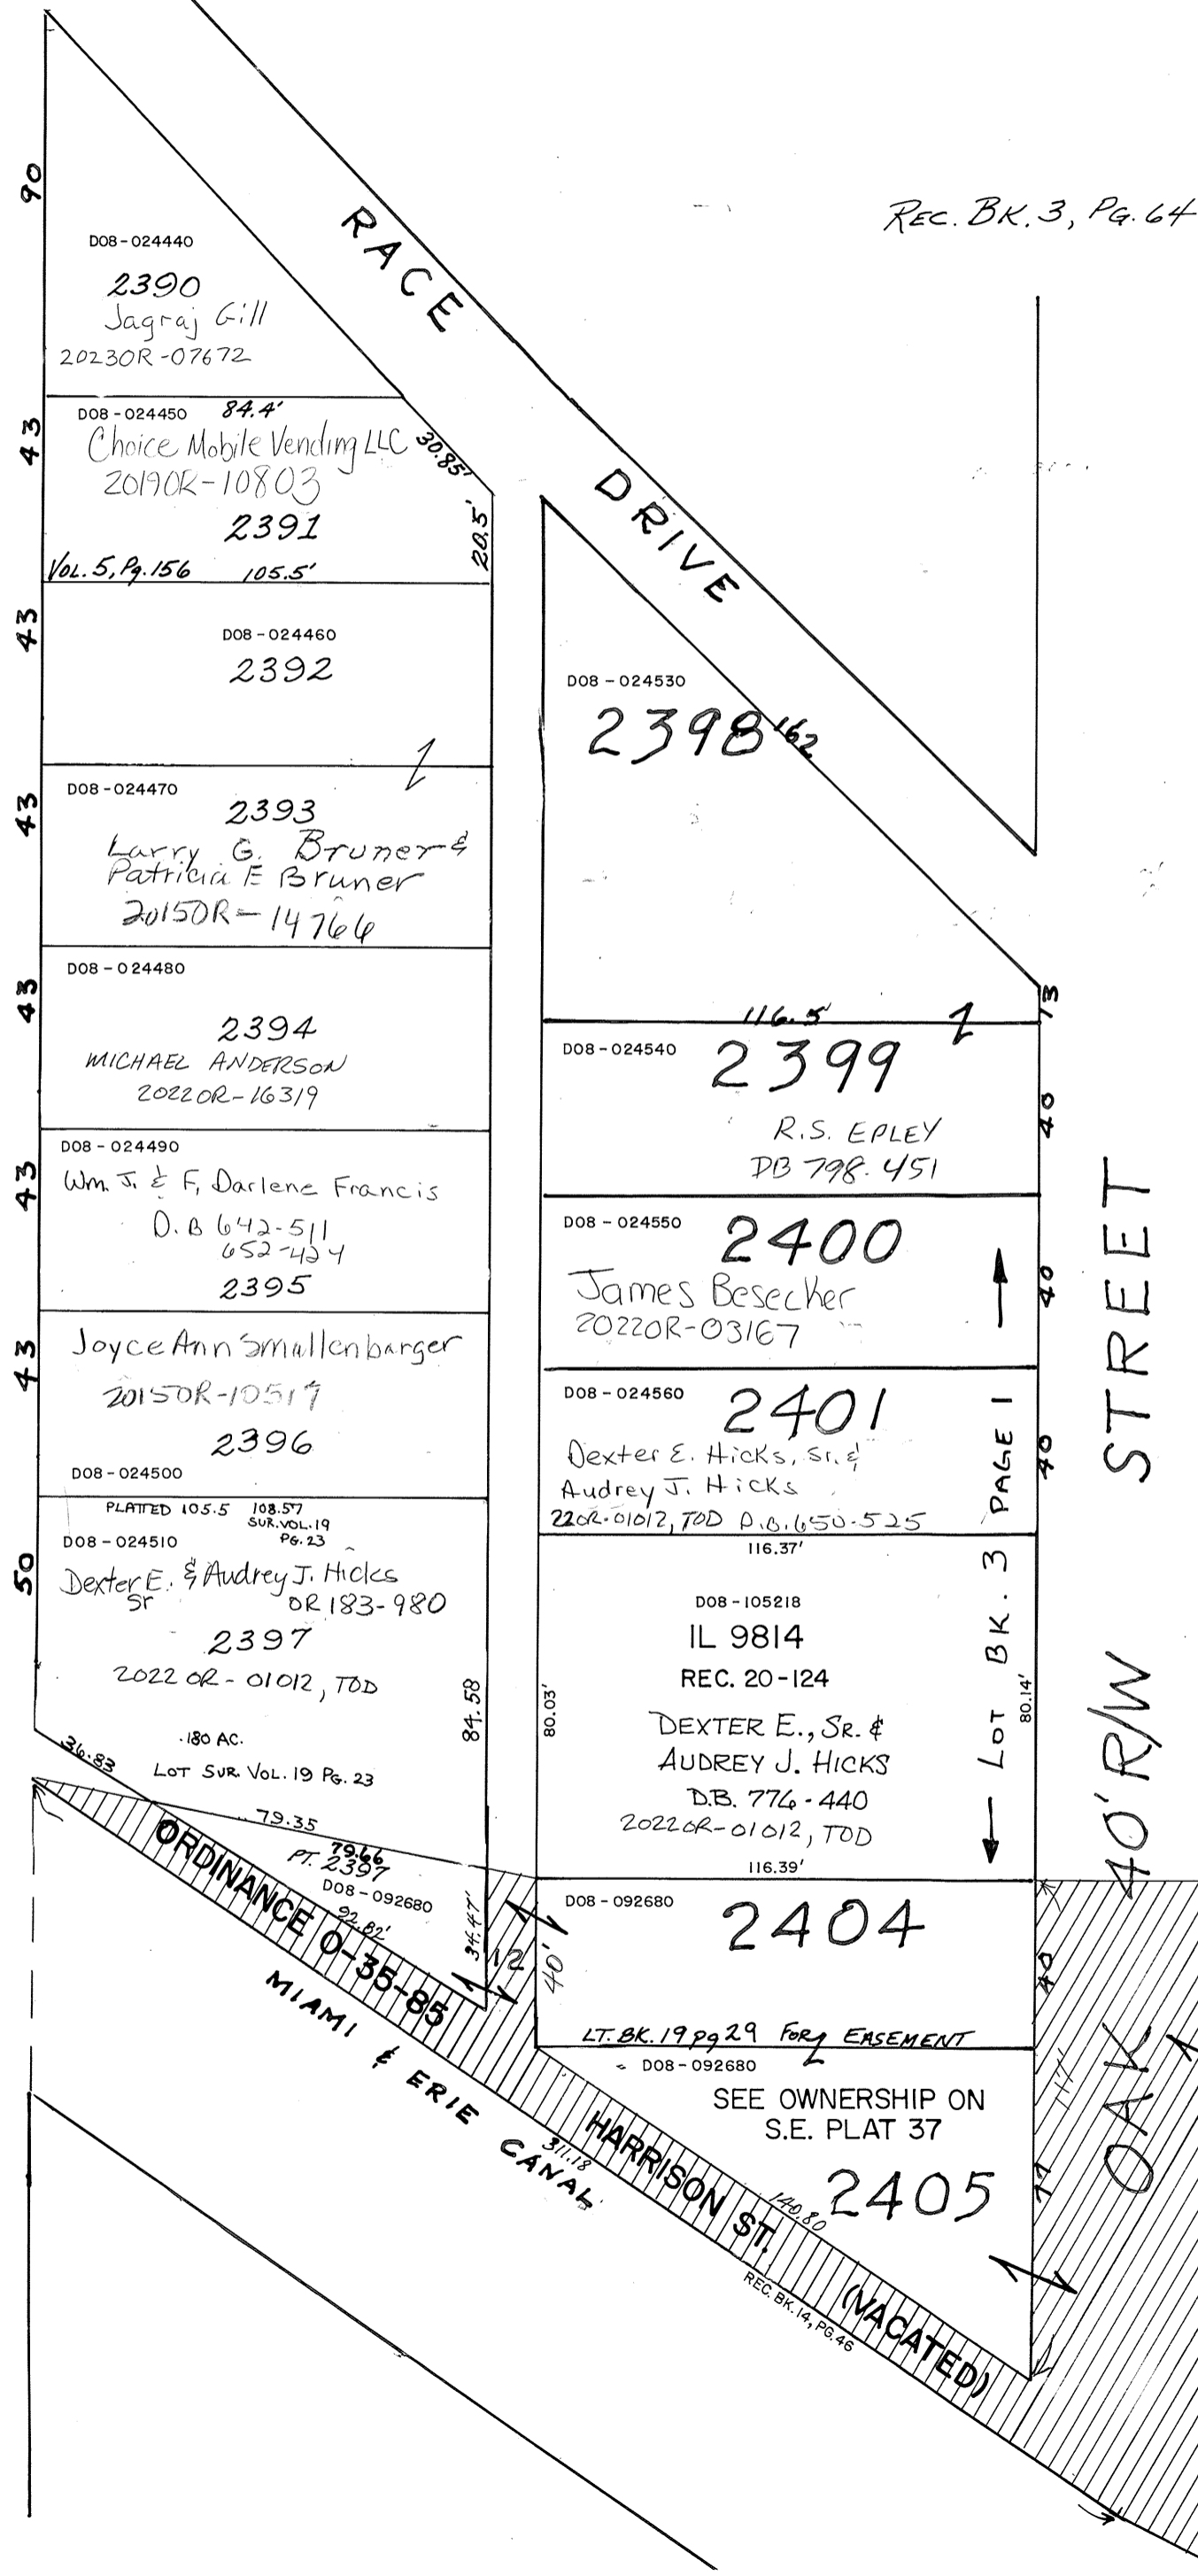 REC. BK. 3, PG. 64
RACE DRIVE
90
D08-024440
2390
Jagraj Gill
2023OR-07672
43
D08-024450 84.4'
Choice Mobile Vending LLC
2019OR-10803
2391
30.85'
20.5'
VOL. 5, Pg. 156 105.5'
43
D08-024460
2392
43
D08-024470
2393
Larry G. Bruner &
Patricia E Bruner
2015OR-14766
43
D08-024480
2394
MICHAEL ANDERSON
2022OR-16319
43
D08-024490
Wm. J. & F. Darlene Francis
D.B 642-511
652-424
2395
43
Joyce Ann Smallenbarger
2015OR-10517
2396
D08-024500
50
PLATTED 105.5 108.57
SUR. VOL. 19
PG. 23
D08-024510
Dexter E. & Audrey J. Hicks
Sr OR 183-980
2397
2022 OR-01012, TOD
84.58
.180 AC.
36.83
LOT SUR. VOL. 19 PG. 23
79.35
79.66
PT. 2397
D08-092680
92.82'
34.47'
12
ORDINANCE O-35-85
MIAMI & ERIE CANAL
311.18
HARRISON ST. (VACATED)
140.80
REC. BK. 14, PG. 46
D08-024530
2398
162
13
116.5'
D08-024540
2399
R.S. EPLEY
DB 798-451
40
D08-024550
2400
James Besecker
2022OR-03167
40
D08-024560
2401
Dexter E. Hicks, Sr. &
Audrey J. Hicks
22OR-01012, TOD D.B. 650-525
40
116.37'
D08-105218
IL 9814
REC. 20-124
DEXTER E., SR. &
AUDREY J. HICKS
D.B. 776-440
2022OR-01012, TOD
80.03'
80.14'
116.39'
LOT BK. 3 PAGE 1
D08-092680
2404
40'
40
LT. BK. 19 pg 29 FOR EASEMENT
D08-092680
SEE OWNERSHIP ON
S.E. PLAT 37
2405
77
117
OAK 40' R/W STREET